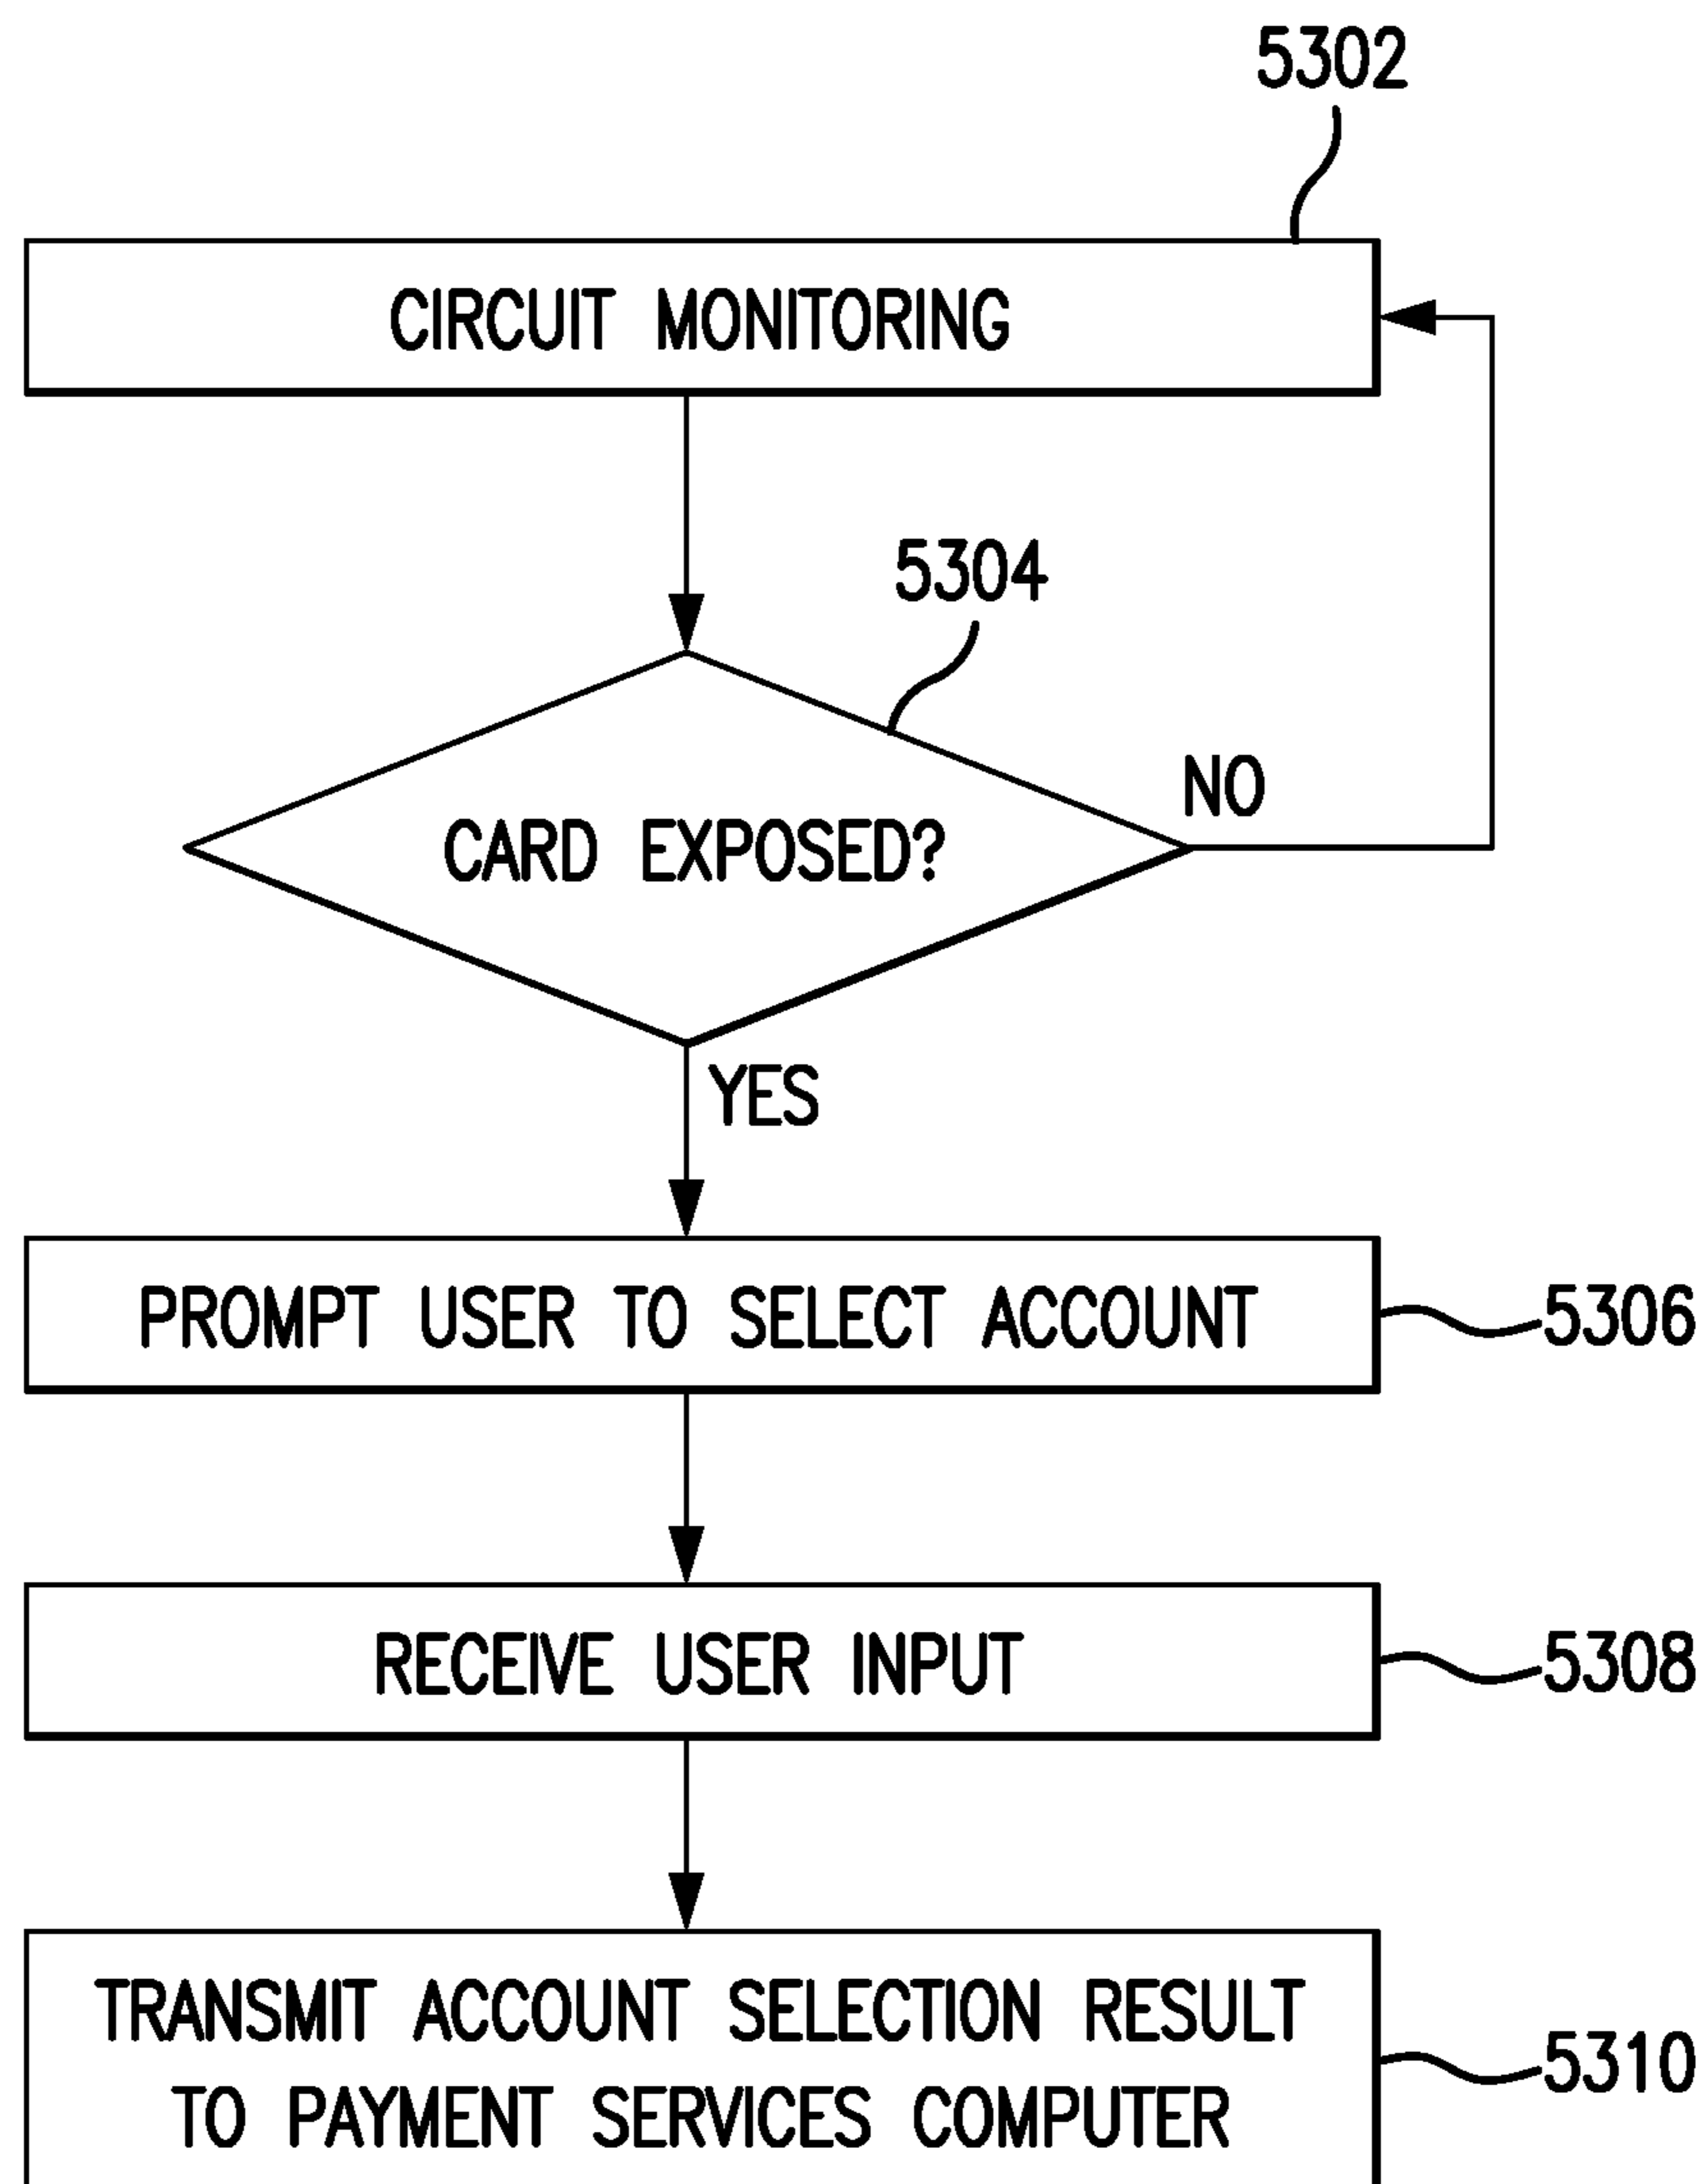 5302
CIRCUIT MONITORING
5304
NO
CARD EXPOSED?
YES
PROMPT USER TO SELECT ACCOUNT
5306
RECEIVE USER INPUT
5308
TRANSMIT ACCOUNT SELECTION RESULT
TO PAYMENT SERVICES COMPUTER
5310